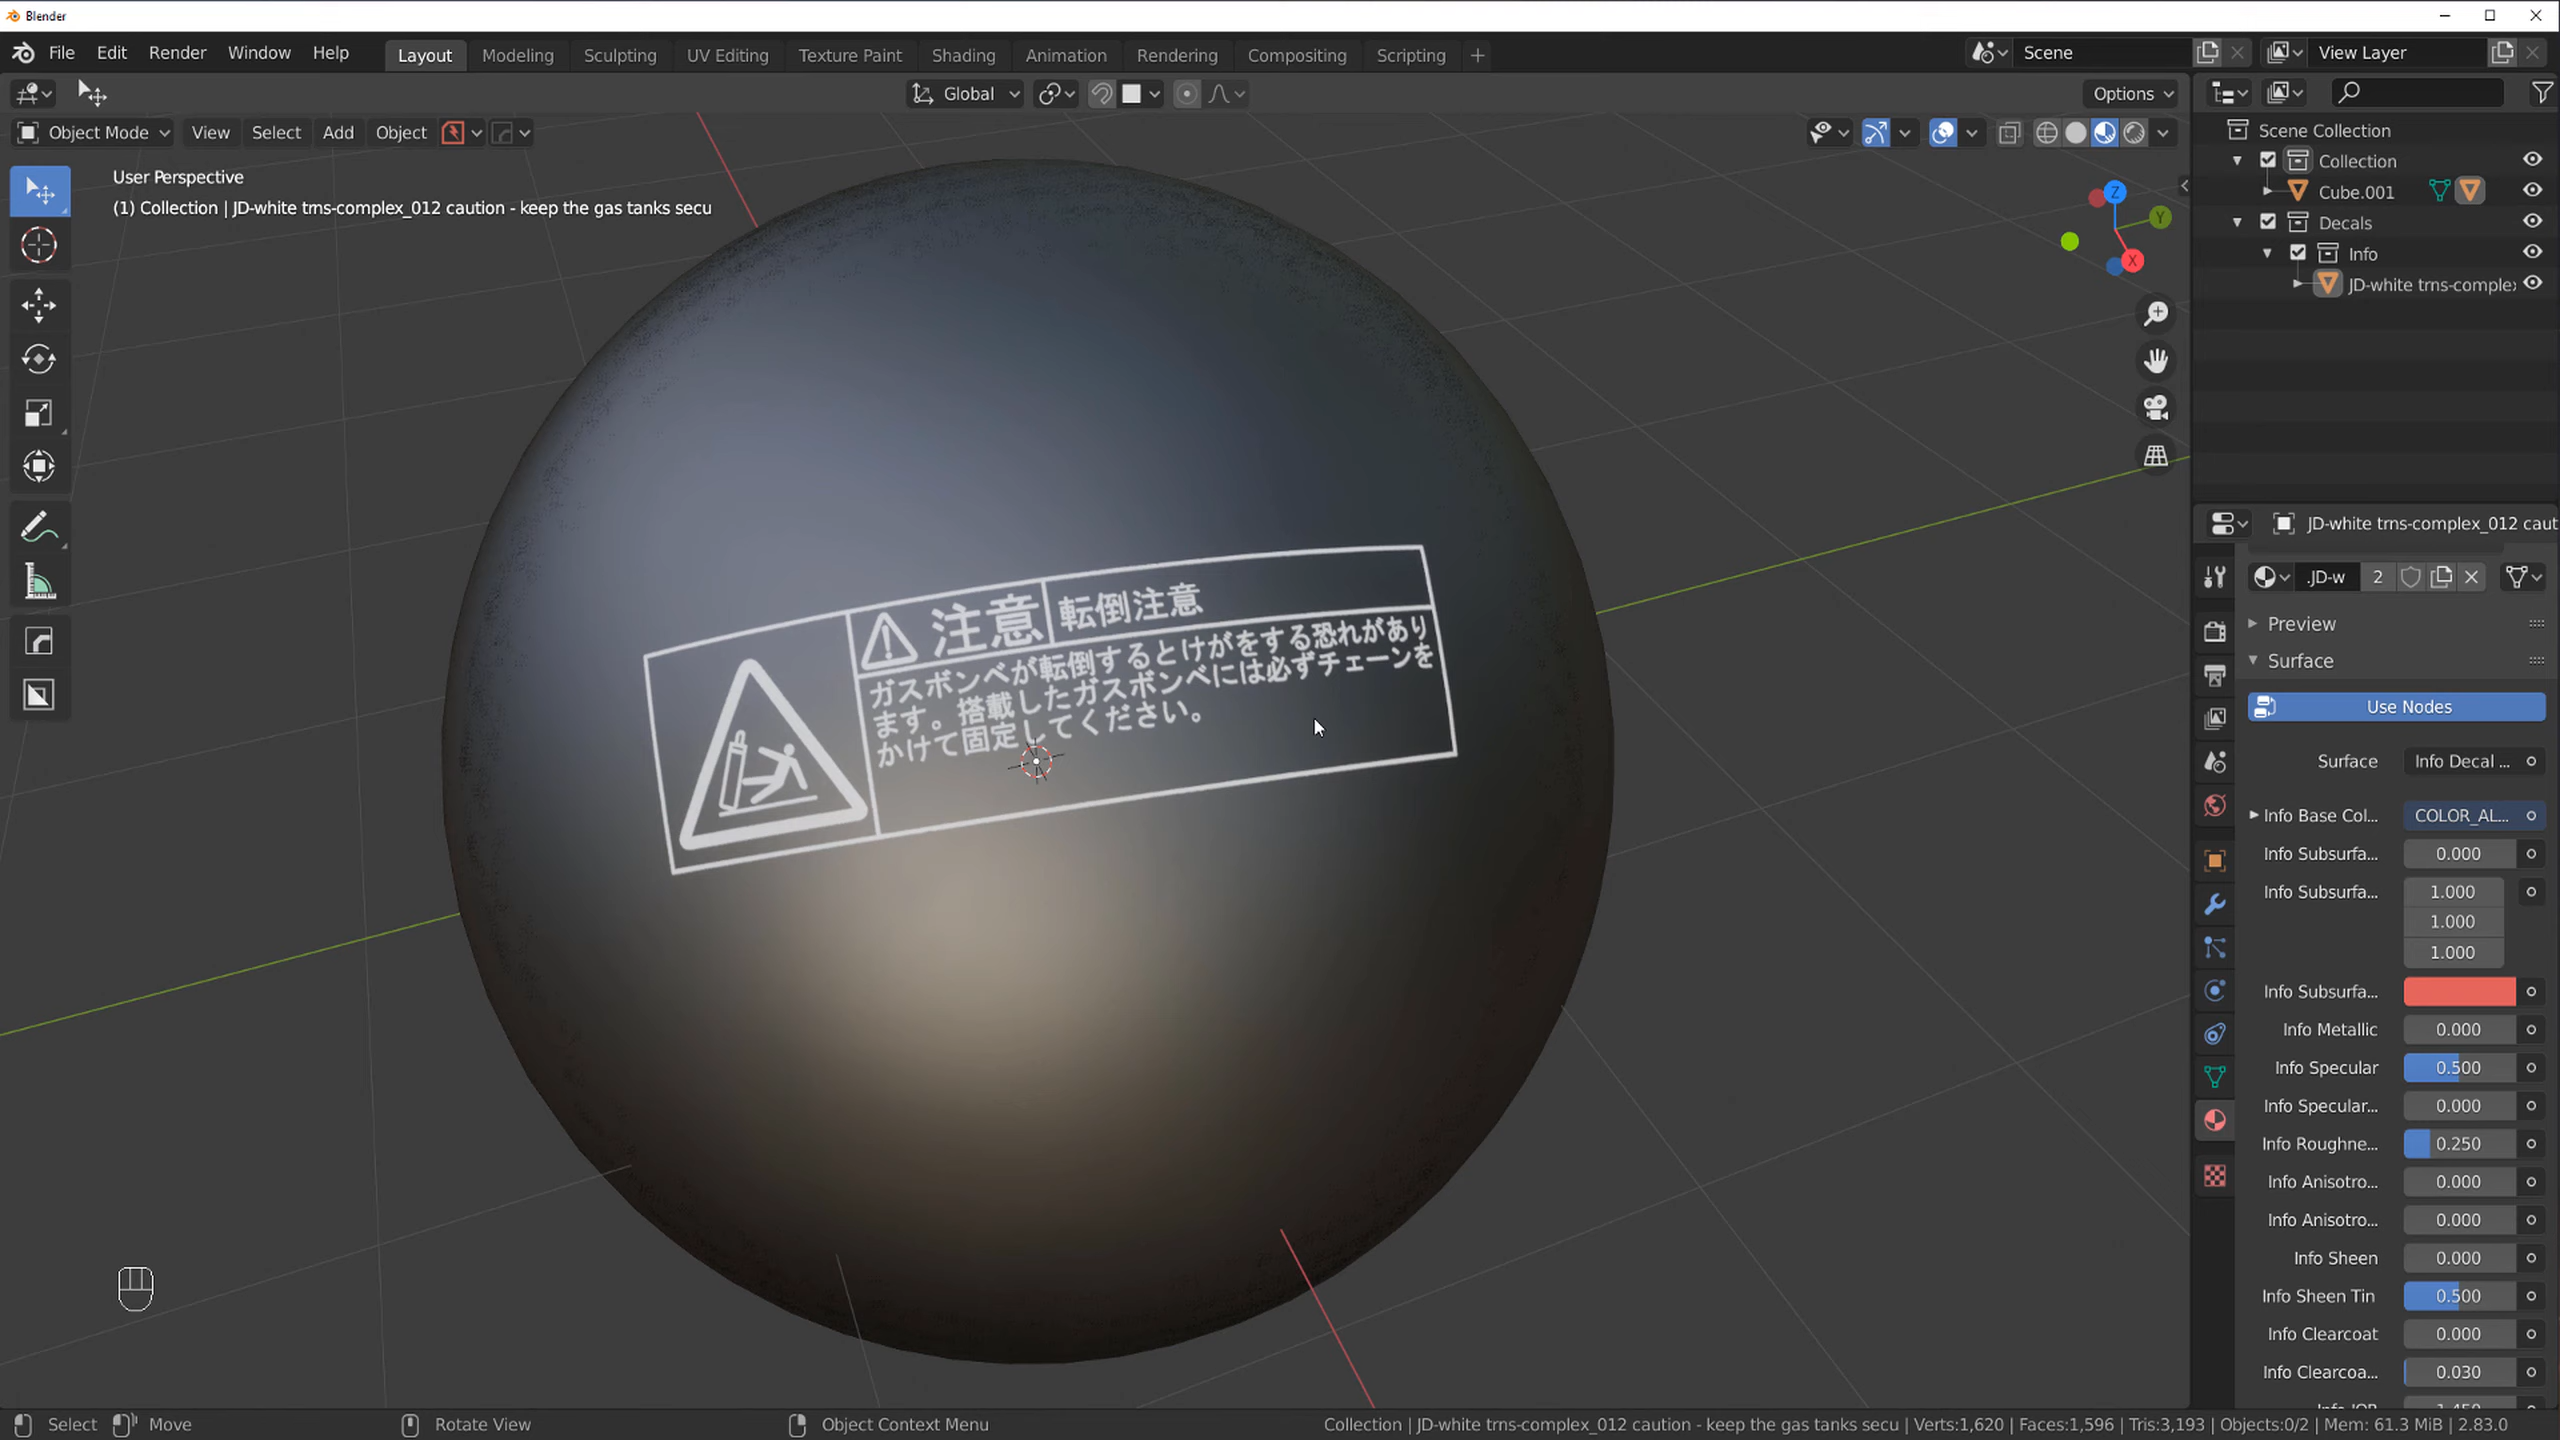 Blender
File Edit Render Window Help Layout Modeling Sculpting UV Editing Texture Paint Shading Animation Rendering Compositing Scripting + Scene View Layer
Global Options
Object Mode View Select Add Object
User Perspective
(1) Collection | JD-white trns-complex_012 caution - keep the gas tanks secu
Z
Y
X
注意 転倒注意
ガスボンベが転倒するとけがをする恐れがあり
ます。搭載したガスボンベには必ずチェーンを
かけて固定してください。
Scene Collection
Collection
Cube.001
Decals
Info
JD-white trns-complex
JD-white trns-complex_012 caut
.JD-w 2
Preview
Surface
Use Nodes
Surface Info Decal ...
Info Base Col... COLOR_AL...
Info Subsurfa... 0.000
Info Subsurfa... 1.000
1.000
1.000
Info Subsurfa...
Info Metallic 0.000
Info Specular 0.500
Info Specular... 0.000
Info Roughne... 0.250
Info Anisotro... 0.000
Info Anisotro... 0.000
Info Sheen 0.000
Info Sheen Tin 0.500
Info Clearcoat 0.000
Info Clearcoa... 0.030
Info IOR 1.450
Select Move Rotate View Object Context Menu Collection | JD-white trns-complex_012 caution - keep the gas tanks secu | Verts:1,620 | Faces:1,596 | Tris:3,193 | Objects:0/2 | Mem: 61.3 MiB | 2.83.0